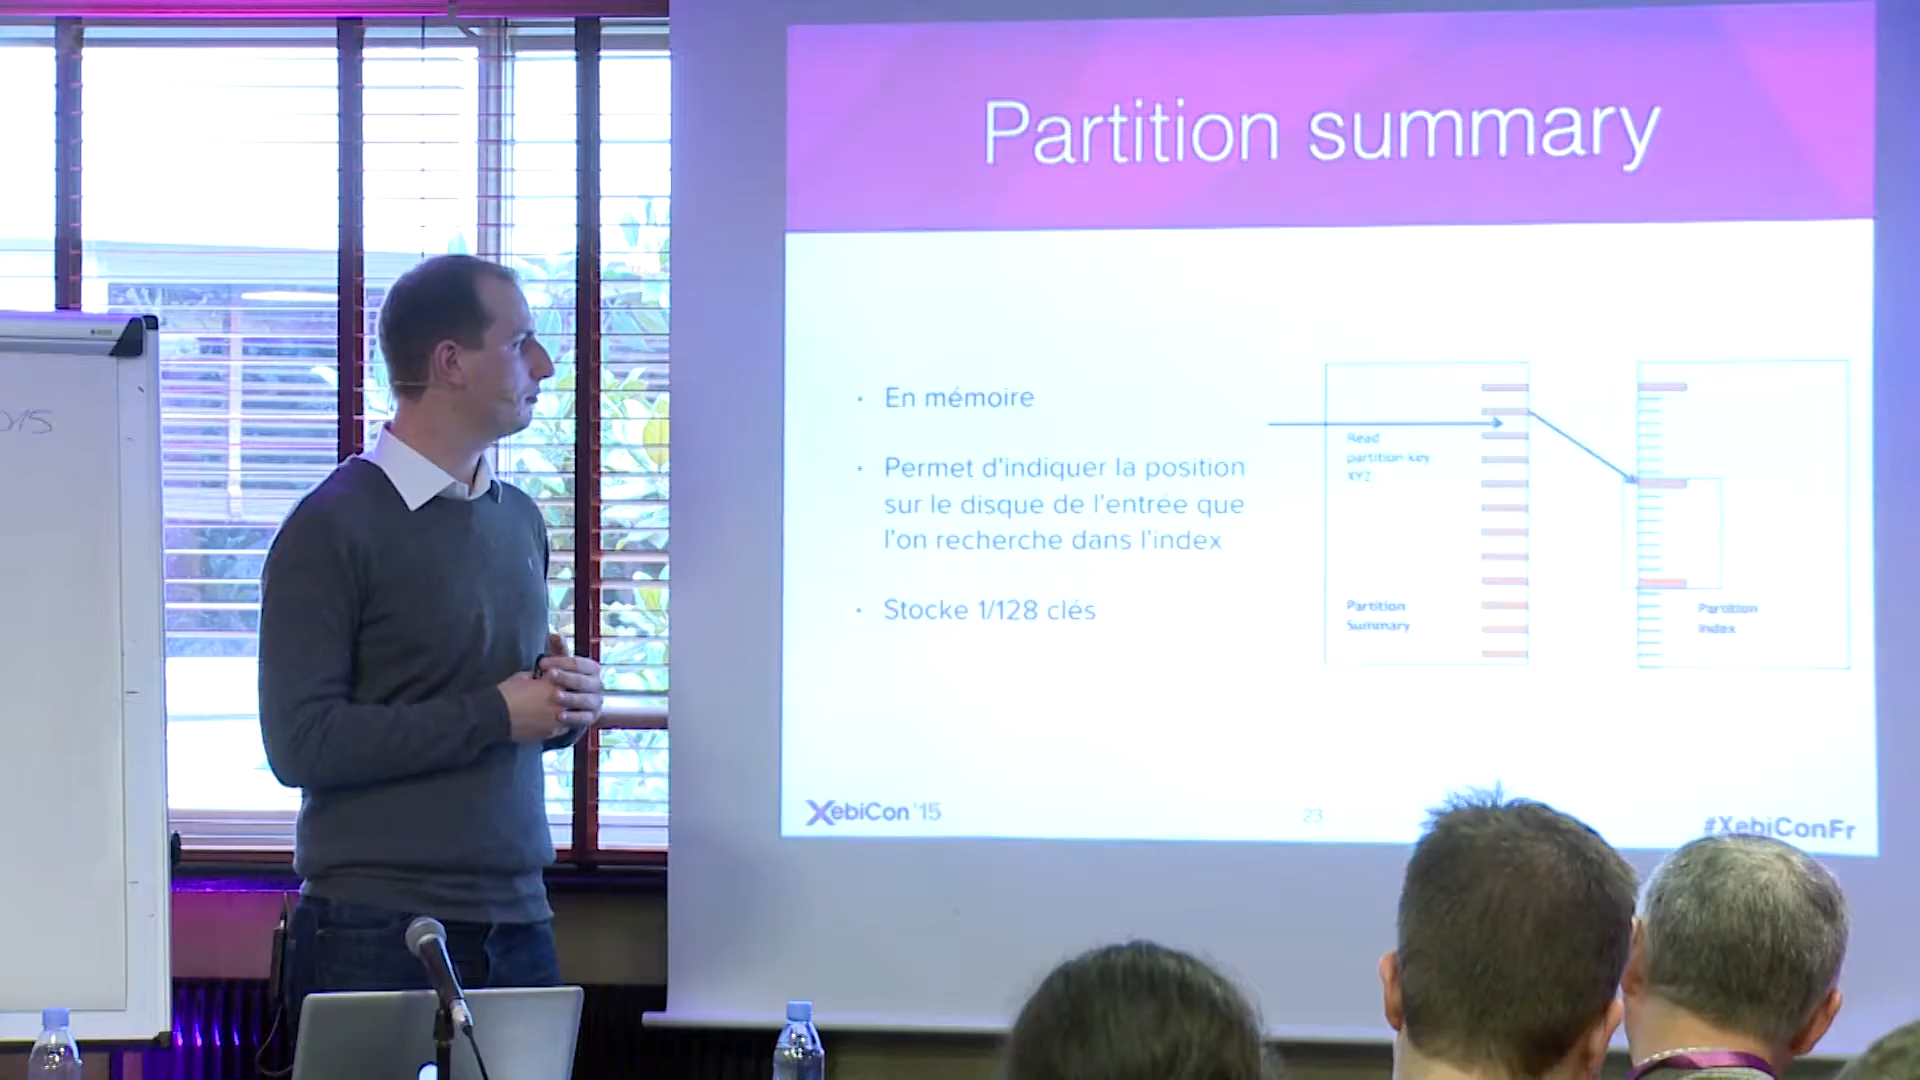 Partition summary
· En mémoire
· Permet d'indiquer la position
sur le disque de l'entrée que
l'on recherche dans l'index
· Stocke 1/128 clés
Read
partition key
XYZ
Partition
Summary
Partition
Index
XebiCon '15
23
#XebiConFr